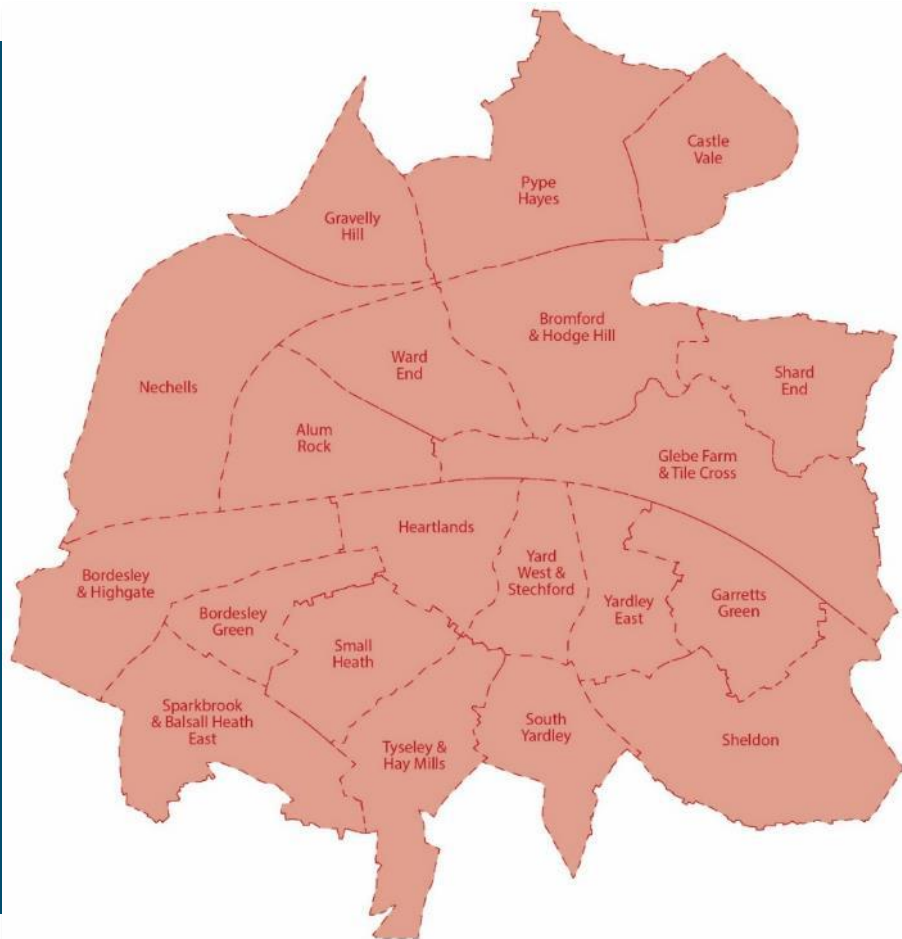 Castle
Vale
Pype
Hayes
Gravelly
Hill
Bromford
& Hodge Hill
Ward
End
Shard
End
Nechells
Alum
Rock
Glebe Farm
& Tile Cross
Heartlands
Yard
West &
Stechford
Bordesley
& Highgate
Yardley
East
Garretts
Green
Bordesley
Green
Small
Heath
Sparkbrook
& Balsall Heath
East
South
Yardley
Tyseley &
Hay Mills
Sheldon